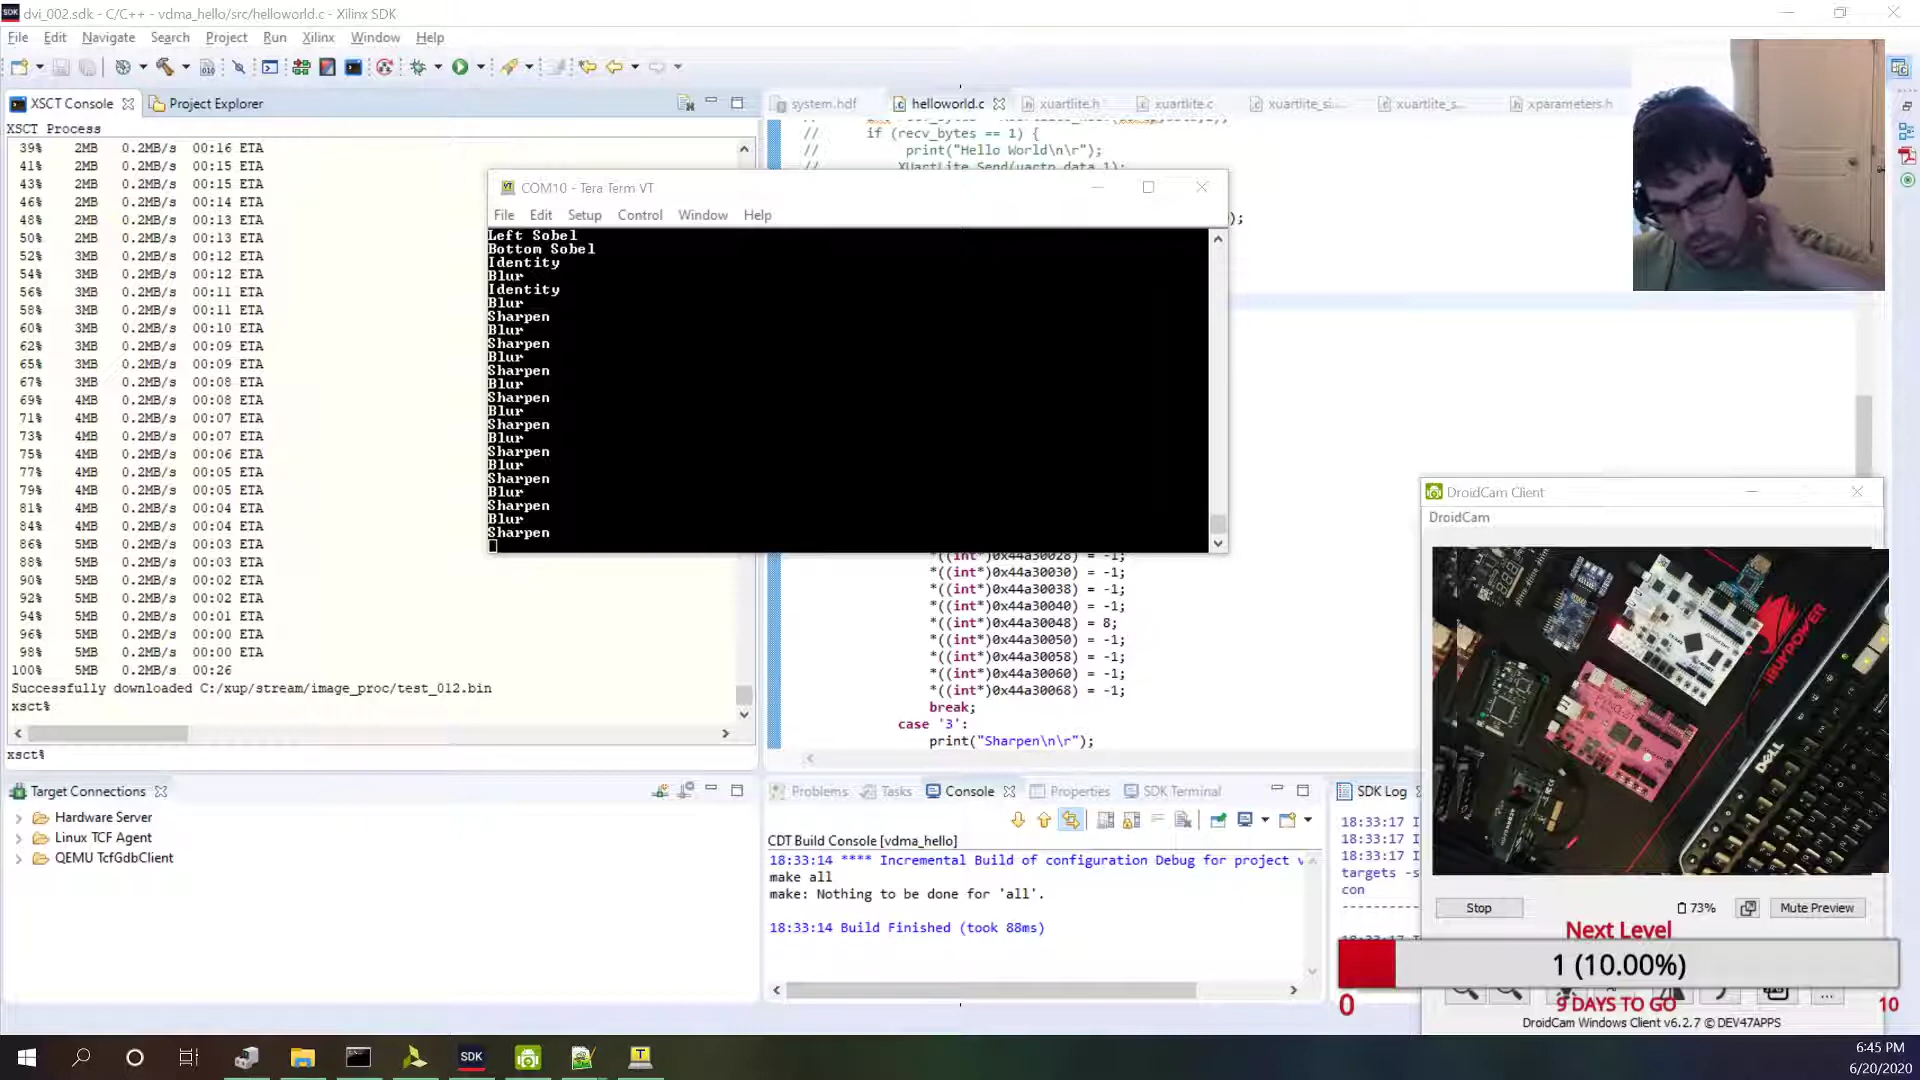 dvi_002.sdk - C/C++ - vdma_hello/src/helloworld.c - Xilinx SDK
File Edit Navigate Search Project Run Xilinx Window Help
XSCT Console Project Explorer
XSCT Process
39% 2MB 0.2MB/s 00:16 ETA
41% 2MB 0.2MB/s 00:15 ETA
43% 2MB 0.2MB/s 00:15 ETA
46% 2MB 0.2MB/s 00:14 ETA
48% 2MB 0.2MB/s 00:13 ETA
50% 2MB 0.2MB/s 00:13 ETA
52% 3MB 0.2MB/s 00:12 ETA
54% 3MB 0.2MB/s 00:12 ETA
56% 3MB 0.2MB/s 00:11 ETA
58% 3MB 0.2MB/s 00:11 ETA
60% 3MB 0.2MB/s 00:10 ETA
62% 3MB 0.2MB/s 00:09 ETA
65% 3MB 0.2MB/s 00:09 ETA
67% 3MB 0.2MB/s 00:08 ETA
69% 4MB 0.2MB/s 00:08 ETA
71% 4MB 0.2MB/s 00:07 ETA
73% 4MB 0.2MB/s 00:07 ETA
75% 4MB 0.2MB/s 00:06 ETA
77% 4MB 0.2MB/s 00:05 ETA
79% 4MB 0.2MB/s 00:05 ETA
81% 4MB 0.2MB/s 00:04 ETA
84% 4MB 0.2MB/s 00:04 ETA
86% 5MB 0.2MB/s 00:03 ETA
88% 5MB 0.2MB/s 00:03 ETA
90% 5MB 0.2MB/s 00:02 ETA
92% 5MB 0.2MB/s 00:02 ETA
94% 5MB 0.2MB/s 00:01 ETA
96% 5MB 0.2MB/s 00:00 ETA
98% 5MB 0.2MB/s 00:00 ETA
100% 5MB 0.2MB/s 00:26
Successfully downloaded C:/xup/stream/image_proc/test_012.bin
xsct%
xsct%
system.hdf helloworld.c xuartlite.h xuartlite.c xuartlite_si... xuartlite_s... xparameters.h
// if (recv_bytes == 1) {
// print("Hello World\n\r");
// XUartLite_Send(uartp,data,1);
);
COM10 - Tera Term VT
File Edit Setup Control Window Help
Left Sobel
Bottom Sobel
Identity
Blur
Identity
Blur
Sharpen
Blur
Sharpen
Blur
Sharpen
Blur
Sharpen
Blur
Sharpen
Blur
Sharpen
Blur
Sharpen
Blur
Sharpen
Blur
Sharpen
*((int*)0x44a30028) = -1;
*((int*)0x44a30030) = -1;
*((int*)0x44a30038) = -1;
*((int*)0x44a30040) = -1;
*((int*)0x44a30048) = 8;
*((int*)0x44a30050) = -1;
*((int*)0x44a30058) = -1;
*((int*)0x44a30060) = -1;
*((int*)0x44a30068) = -1;
break;
case '3':
print("Sharpen\n\r");
Target Connections
Hardware Server
Linux TCF Agent
QEMU TcfGdbClient
Problems Tasks Console Properties SDK Terminal
CDT Build Console [vdma_hello]
18:33:14 **** Incremental Build of configuration Debug for project v
make all
make: Nothing to be done for 'all'.
18:33:14 Build Finished (took 88ms)
SDK Log
18:33:17 I
18:33:17 I
18:33:17 I
targets -s
con
DroidCam Client
DroidCam
iBUYPOWER
DELL
Stop 73% Mute Preview
Next Level
1 (10.00%)
0 9 DAYS TO GO 10
DroidCam Windows Client v6.2.7 © DEV47APPS
SDK
6:45 PM
6/20/2020